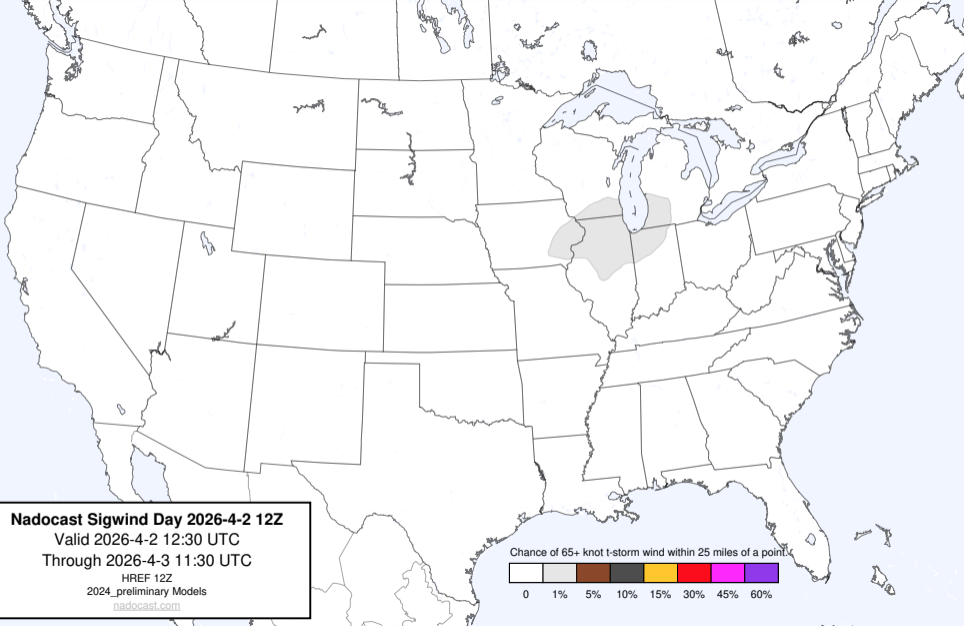 Nadocast Sigwind Day 2026-4-2 12Z
Valid 2026-4-2 12:30 UTC
Through 2026-4-3 11:30 UTC
HREF 12Z
2024_preliminary Models
nadocast.com
Chance of 65+ knot t-storm wind within 25 miles of a point.
0 1% 5% 10% 15% 30% 45% 60%